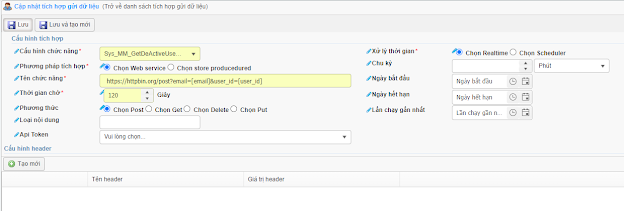 Cập nhật tích hợp gửi dữ liệu (Trở về danh sách tích hợp gửi dữ liệu)
Lưu Lưu và tạo mới
Cấu hình tích hợp
Cấu hình chức năng* Sys_MM_GetDeActiveUse... Xử lý thời gian* Chọn Realtime Chọn Scheduler
Phương pháp tích hợp* Chọn Web service Chọn store producedured Chu kỳ Phút
Tên chức năng* https://httpbin.org/post?email=[email]&user_id=[user_id] Ngày bắt đầu Ngày bắt đầu
Thời gian chờ* 120 Giây Ngày hết hạn Ngày hết hạn
Phương thức Chọn Post Chọn Get Chọn Delete Chọn Put Lần chạy gần nhất Lần chạy gần n...
Loại nội dung
Api Token Vui lòng chọn...
Cấu hình header
Tạo mới
Tên header Giá trị header